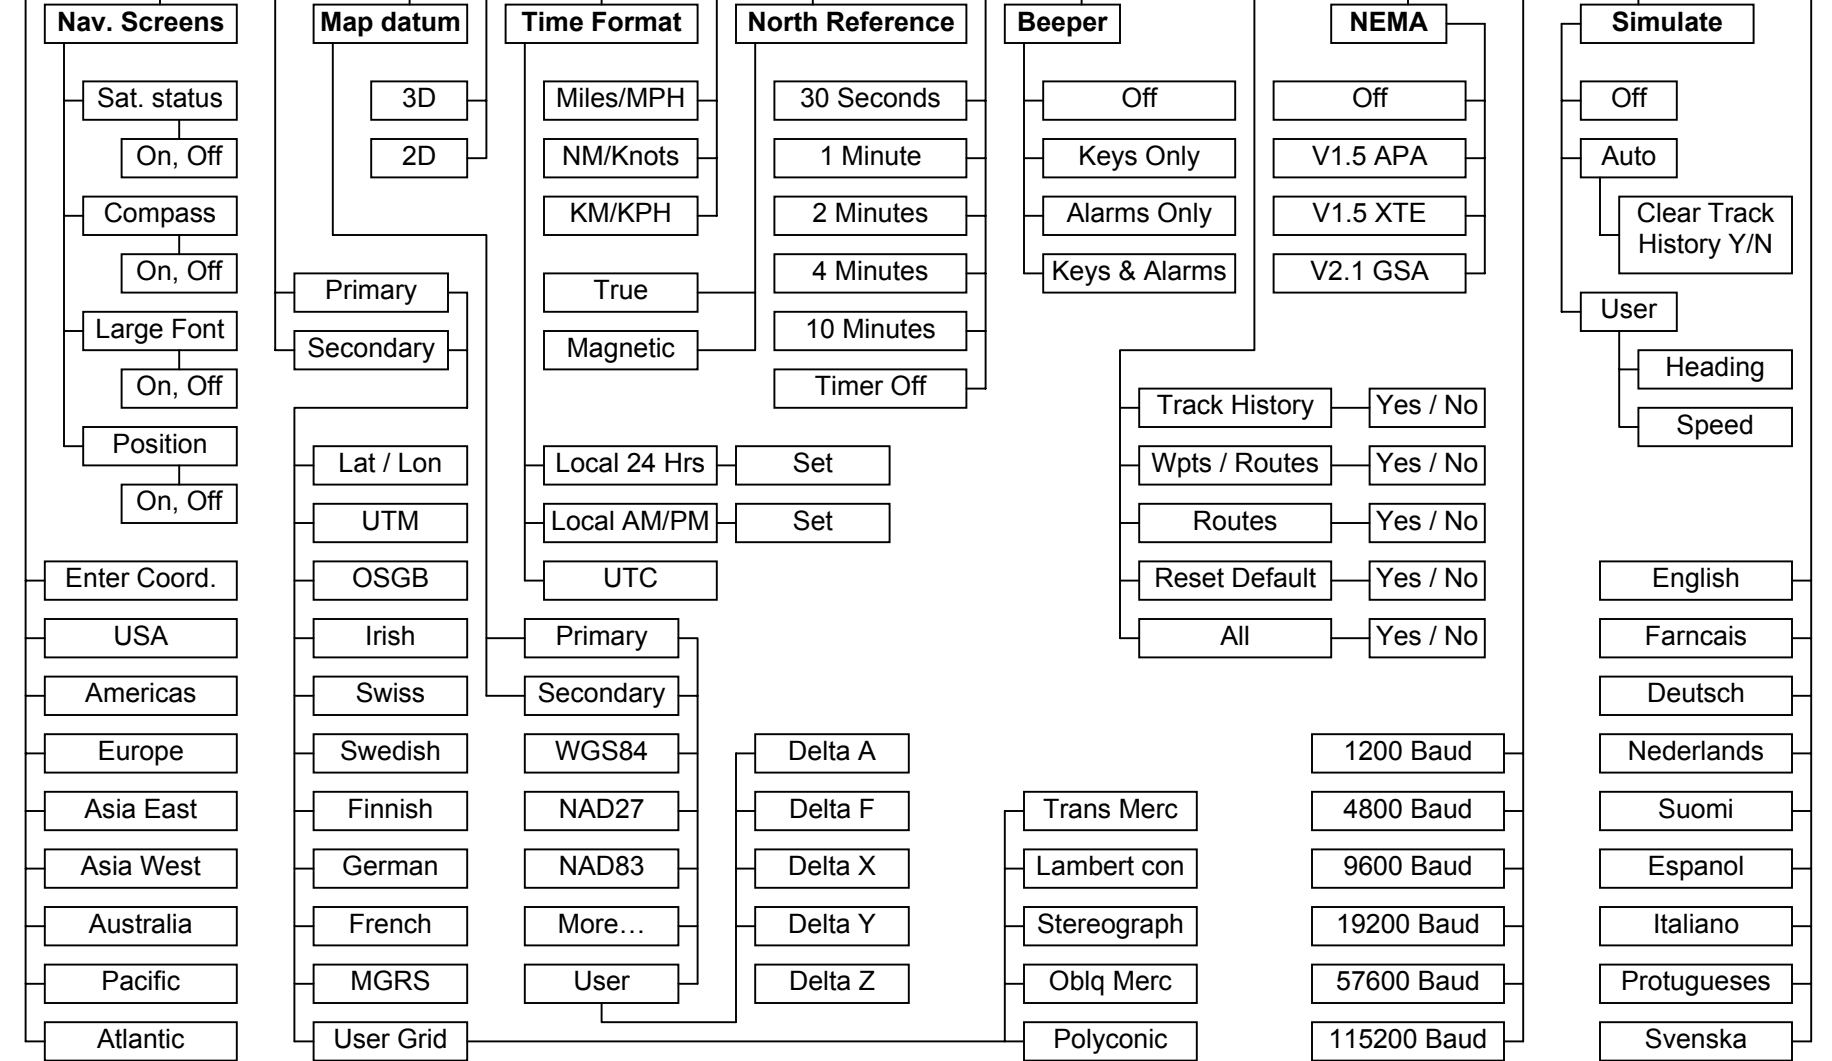 Nav. Screens
Map datum
Time Format
North Reference
Beeper
NEMA
Simulate
Sat. status
On, Off
Compass
On, Off
Large Font
On, Off
Position
On, Off
Enter Coord.
USA
Americas
Europe
Asia East
Asia West
Australia
Pacific
Atlantic
3D
2D
Primary
Secondary
Lat / Lon
UTM
OSGB
Irish
Swiss
Swedish
Finnish
German
French
MGRS
User Grid
Miles/MPH
NM/Knots
KM/KPH
True
Magnetic
Local 24 Hrs
Set
Local AM/PM
Set
UTC
Primary
Secondary
WGS84
NAD27
NAD83
More…
User
30 Seconds
1 Minute
2 Minutes
4 Minutes
10 Minutes
Timer Off
Delta A
Delta F
Delta X
Delta Y
Delta Z
Off
Keys Only
Alarms Only
Keys & Alarms
Trans Merc
Lambert con
Stereograph
Oblq Merc
Polyconic
Off
V1.5 APA
V1.5 XTE
V2.1 GSA
Track History
Yes / No
Wpts / Routes
Yes / No
Routes
Yes / No
Reset Default
Yes / No
All
Yes / No
1200 Baud
4800 Baud
9600 Baud
19200 Baud
57600 Baud
115200 Baud
Off
Auto
Clear Track
History Y/N
User
Heading
Speed
English
Farncais
Deutsch
Nederlands
Suomi
Espanol
Italiano
Protugueses
Svenska